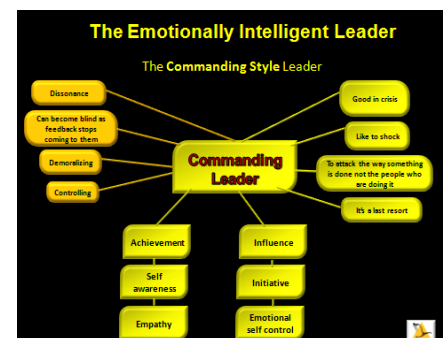 The Emotionally Intelligent Leader
The Commanding Style Leader
Dissonance
Can become blind as
feedback stops
coming to them
Demoralizing
Controlling
Commanding
Leader
Good in crisis
Like to shock
To attack the way something
is done not the people who
are doing it
It's a last resort
Achievement
Self
awareness
Empathy
Influence
Initiative
Emotional
self control